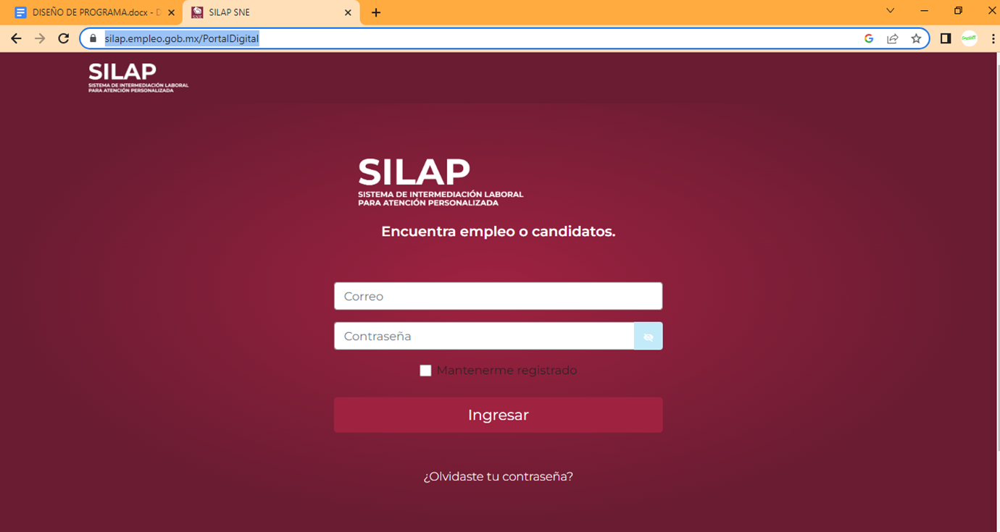 DISEÑO DE PROGRAMA.docx - D
SILAP SNE
silap.empleo.gob.mx/PortalDigital
SILAP
SISTEMA DE INTERMEDIACIÓN LABORAL
PARA ATENCIÓN PERSONALIZADA
SILAP
SISTEMA DE INTERMEDIACIÓN LABORAL
PARA ATENCIÓN PERSONALIZADA
Encuentra empleo o candidatos.
Correo
Contraseña
Mantenerme registrado
Ingresar
¿Olvidaste tu contraseña?